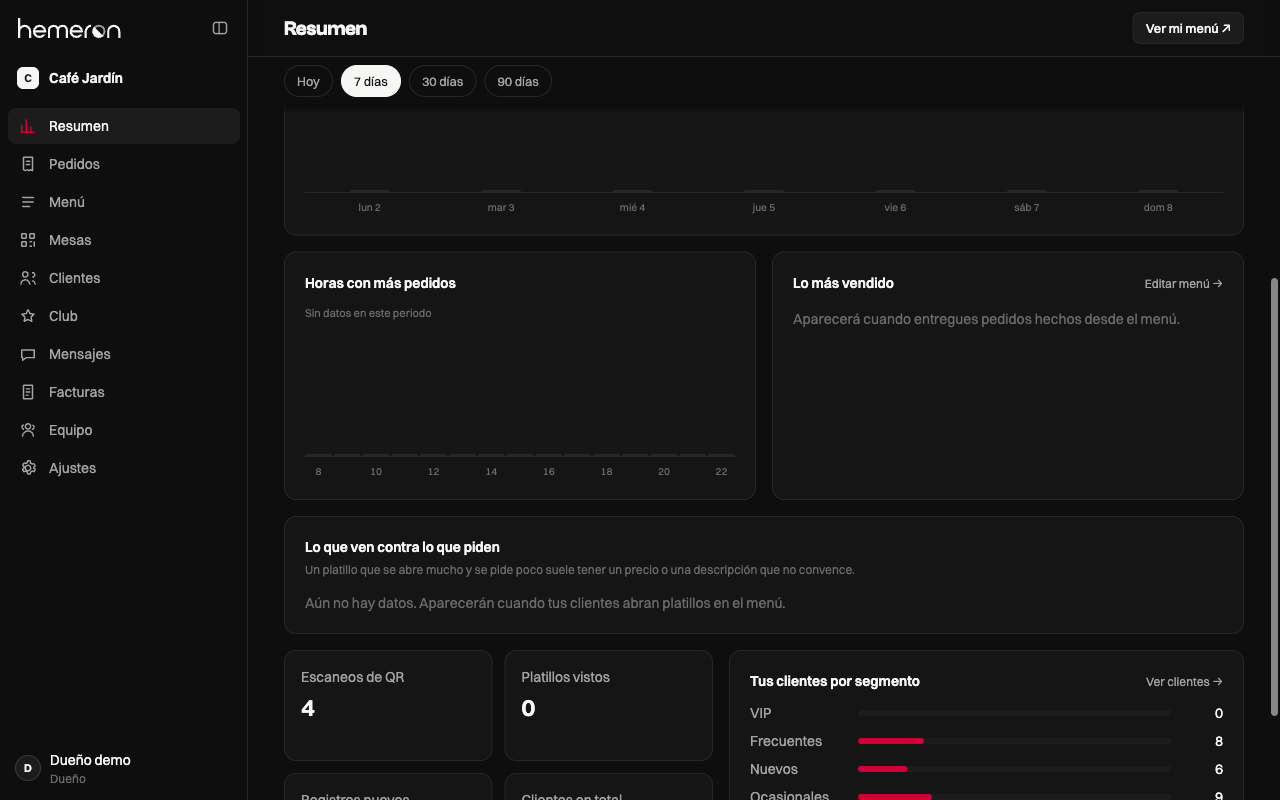 hemeron
C Café Jardín
Resumen
Pedidos
Menú
Mesas
Clientes
Club
Mensajes
Facturas
Equipo
Ajustes
D Dueño demo
Dueño
Resumen
Ver mi menú ↗
Hoy 7 días 30 días 90 días
lun 2 mar 3 mié 4 jue 5 vie 6 sáb 7 dom 8
Horas con más pedidos
Sin datos en este periodo
8 10 12 14 16 18 20 22
Lo más vendido
Editar menú →
Aparecerá cuando entregues pedidos hechos desde el menú.
Lo que ven contra lo que piden
Un platillo que se abre mucho y se pide poco suele tener un precio o una descripción que no convence.
Aún no hay datos. Aparecerán cuando tus clientes abran platillos en el menú.
Escaneos de QR
4
Platillos vistos
0
Registros nuevos
Clientes en total
Tus clientes por segmento
Ver clientes →
VIP 0
Frecuentes 8
Nuevos 6
Ocasionales 9